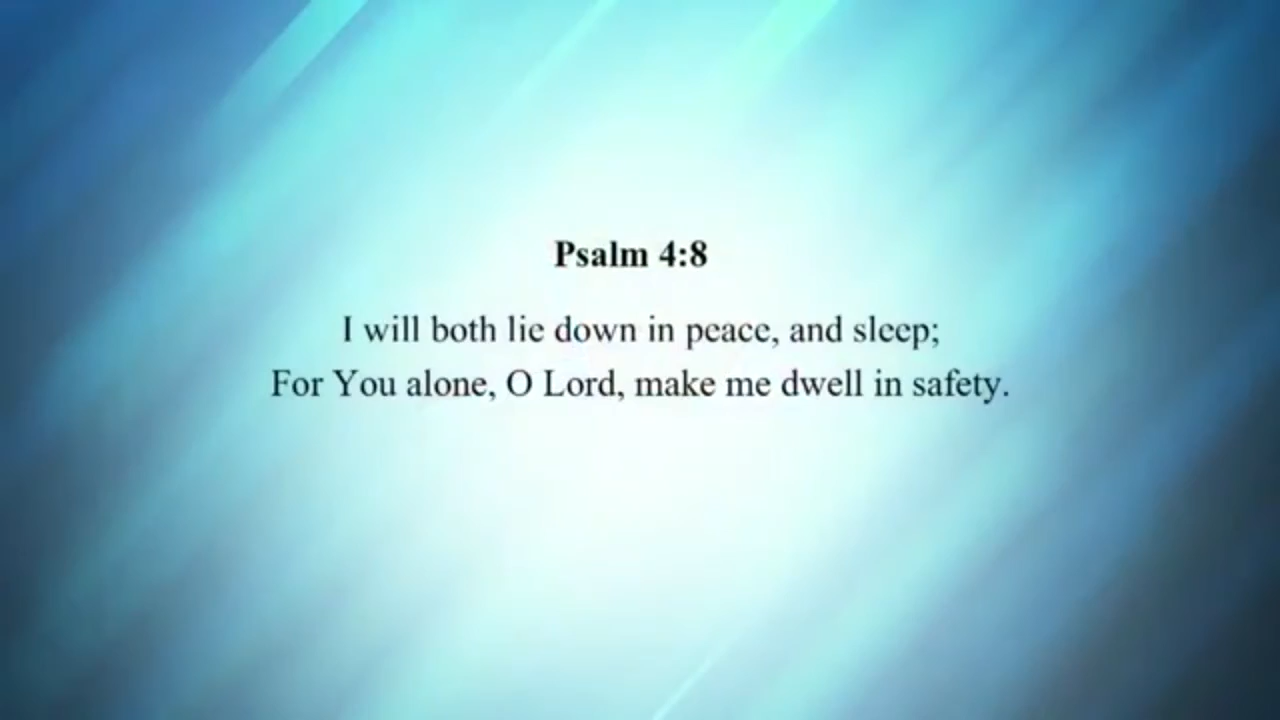 Psalm 4:8
I will both lie down in peace, and sleep;
For You alone, O Lord, make me dwell in safety.